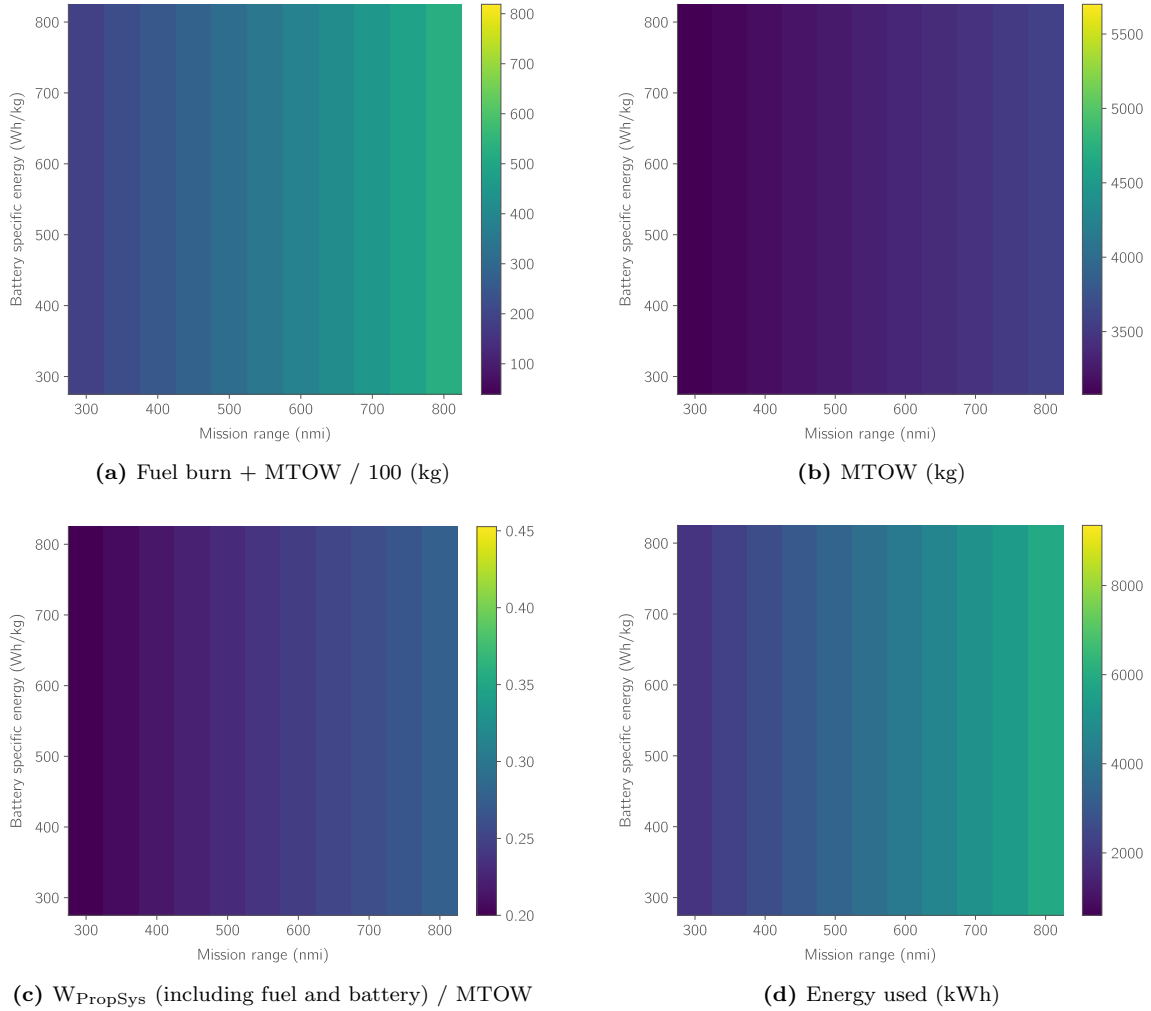 800
700
600
500
400
300
Battery specific energy (Wh/kg)
300 400 500 600 700 800
Mission range (nmi)
800
700
600
500
400
300
200
100
(a) Fuel burn + MTOW / 100 (kg)
800
700
600
500
400
300
Battery specific energy (Wh/kg)
300 400 500 600 700 800
Mission range (nmi)
5500
5000
4500
4000
3500
(b) MTOW (kg)
800
700
600
500
400
300
Battery specific energy (Wh/kg)
300 400 500 600 700 800
Mission range (nmi)
0.45
0.40
0.35
0.30
0.25
0.20
(c) WPropSys (including fuel and battery) / MTOW
800
700
600
500
400
300
Battery specific energy (Wh/kg)
300 400 500 600 700 800
Mission range (nmi)
8000
6000
4000
2000
(d) Energy used (kWh)